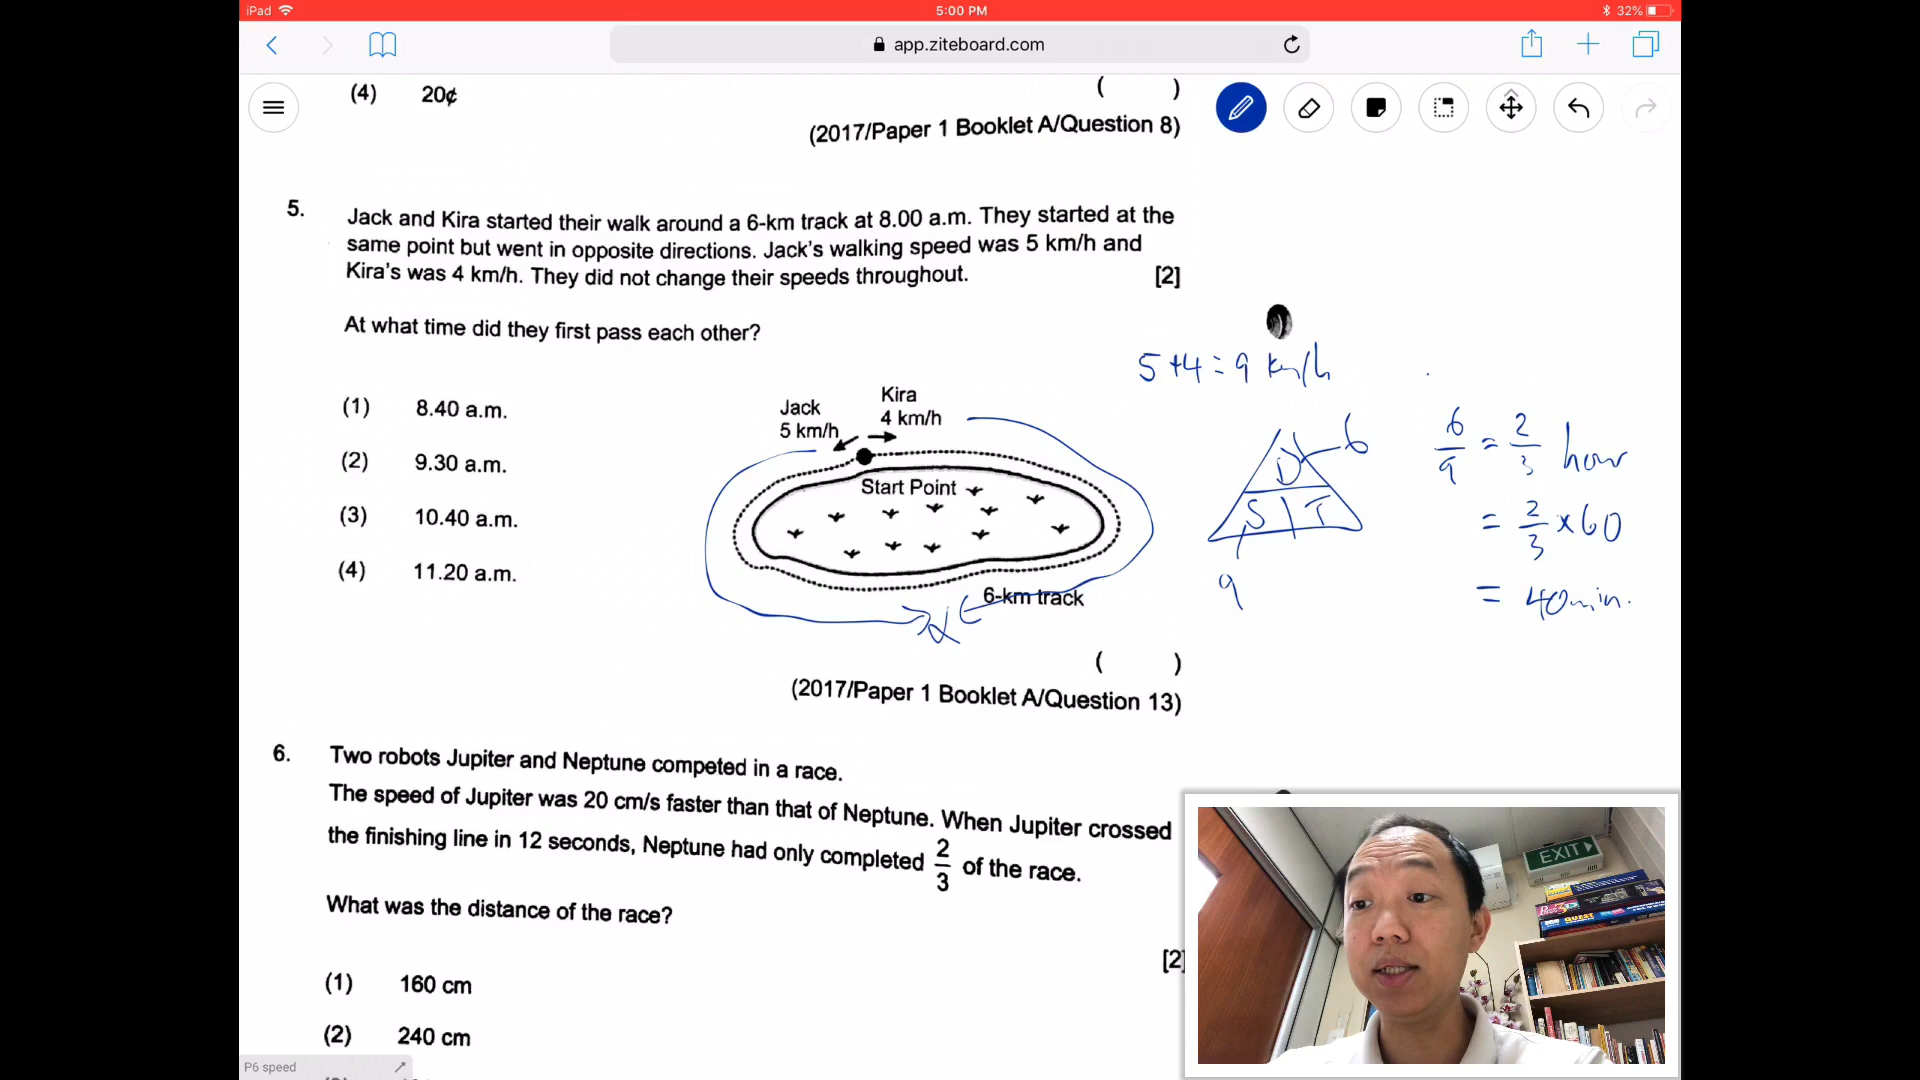 iPad 5:00 PM 32%
app.ziteboard.com
(4) 20¢ ( )
(2017/Paper 1 Booklet A/Question 8)
5. Jack and Kira started their walk around a 6-km track at 8.00 a.m. They started at the
same point but went in opposite directions. Jack's walking speed was 5 km/h and
Kira's was 4 km/h. They did not change their speeds throughout. [2]
At what time did they first pass each other?
5+4=9 km/h
(1) 8.40 a.m.
(2) 9.30 a.m.
(3) 10.40 a.m.
(4) 11.20 a.m.
Jack
5 km/h
Kira
4 km/h
Start Point
6-km track
D 6
S T
9
6/9 = 2/3 hour
= 2/3 × 60
= 40 min.
( )
(2017/Paper 1 Booklet A/Question 13)
6. Two robots Jupiter and Neptune competed in a race.
The speed of Jupiter was 20 cm/s faster than that of Neptune. When Jupiter crossed
the finishing line in 12 seconds, Neptune had only completed 2/3 of the race.
What was the distance of the race?
[2]
(1) 160 cm
(2) 240 cm
P6 speed
EXIT
QUEST